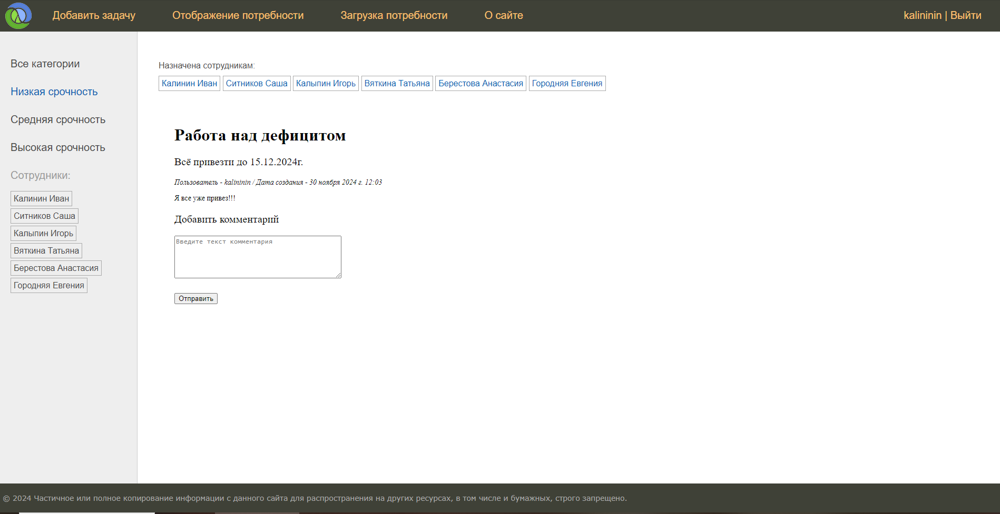 Добавить задачу Отображение потребности Загрузка потребности О сайте kalininin | Выйти
Все категории
Низкая срочность
Средняя срочность
Высокая срочность
Сотрудники:
Калинин Иван
Ситников Саша
Калыпин Игорь
Вяткина Татьяна
Берестова Анастасия
Городняя Евгения
Назначена сотрудникам:
Калинин Иван Ситников Саша Калыпин Игорь Вяткина Татьяна Берестова Анастасия Городняя Евгения
Работа над дефицитом
Всё привезти до 15.12.2024г.
Пользователь - kalininin / Дата создания - 30 ноября 2024 г. 12:03
Я все уже привез!!!
Добавить комментарий
Введите текст комментария
Отправить
© 2024 Частичное или полное копирование информации с данного сайта для распространения на других ресурсах, в том числе и бумажных, строго запрещено.